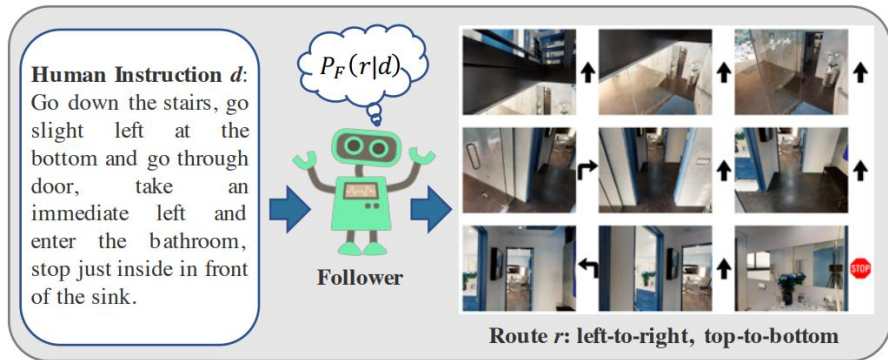 Human Instruction d:
Go down the stairs, go
slight left at the
bottom and go through
door, take an
immediate left and
enter the bathroom,
stop just inside in front
of the sink.
P_F(r|d)
Follower
STOP
Route r: left-to-right, top-to-bottom